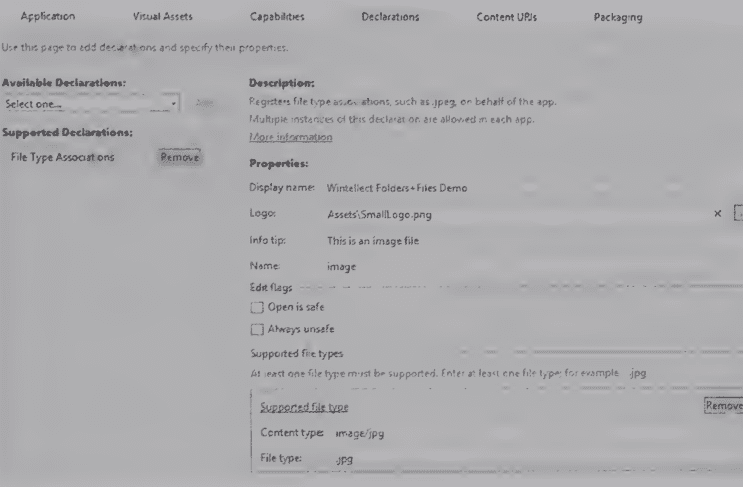 Application Visual Assets Capabilities Declarations Content URIs Packaging
Use this page to add declarations and specify their properties.
Available Declarations:
Select one...
Supported Declarations:
File Type Associations Remove
Description:
Registers file type associations, such as .jpeg, on behalf of the app.
Multiple instances of this declaration are allowed in each app.
More information
Properties:
Display name: Wintellect Folders+Files Demo
Logo: Assets\SmallLogo.png ×
Info tip: This is an image file
Name: image
Edit flags
Open is safe
Always unsafe
Supported file types
At least one file type must be supported. Enter at least one file type; for example .jpg
Supported file type Remove
Content type: image/jpg
File type: .jpg